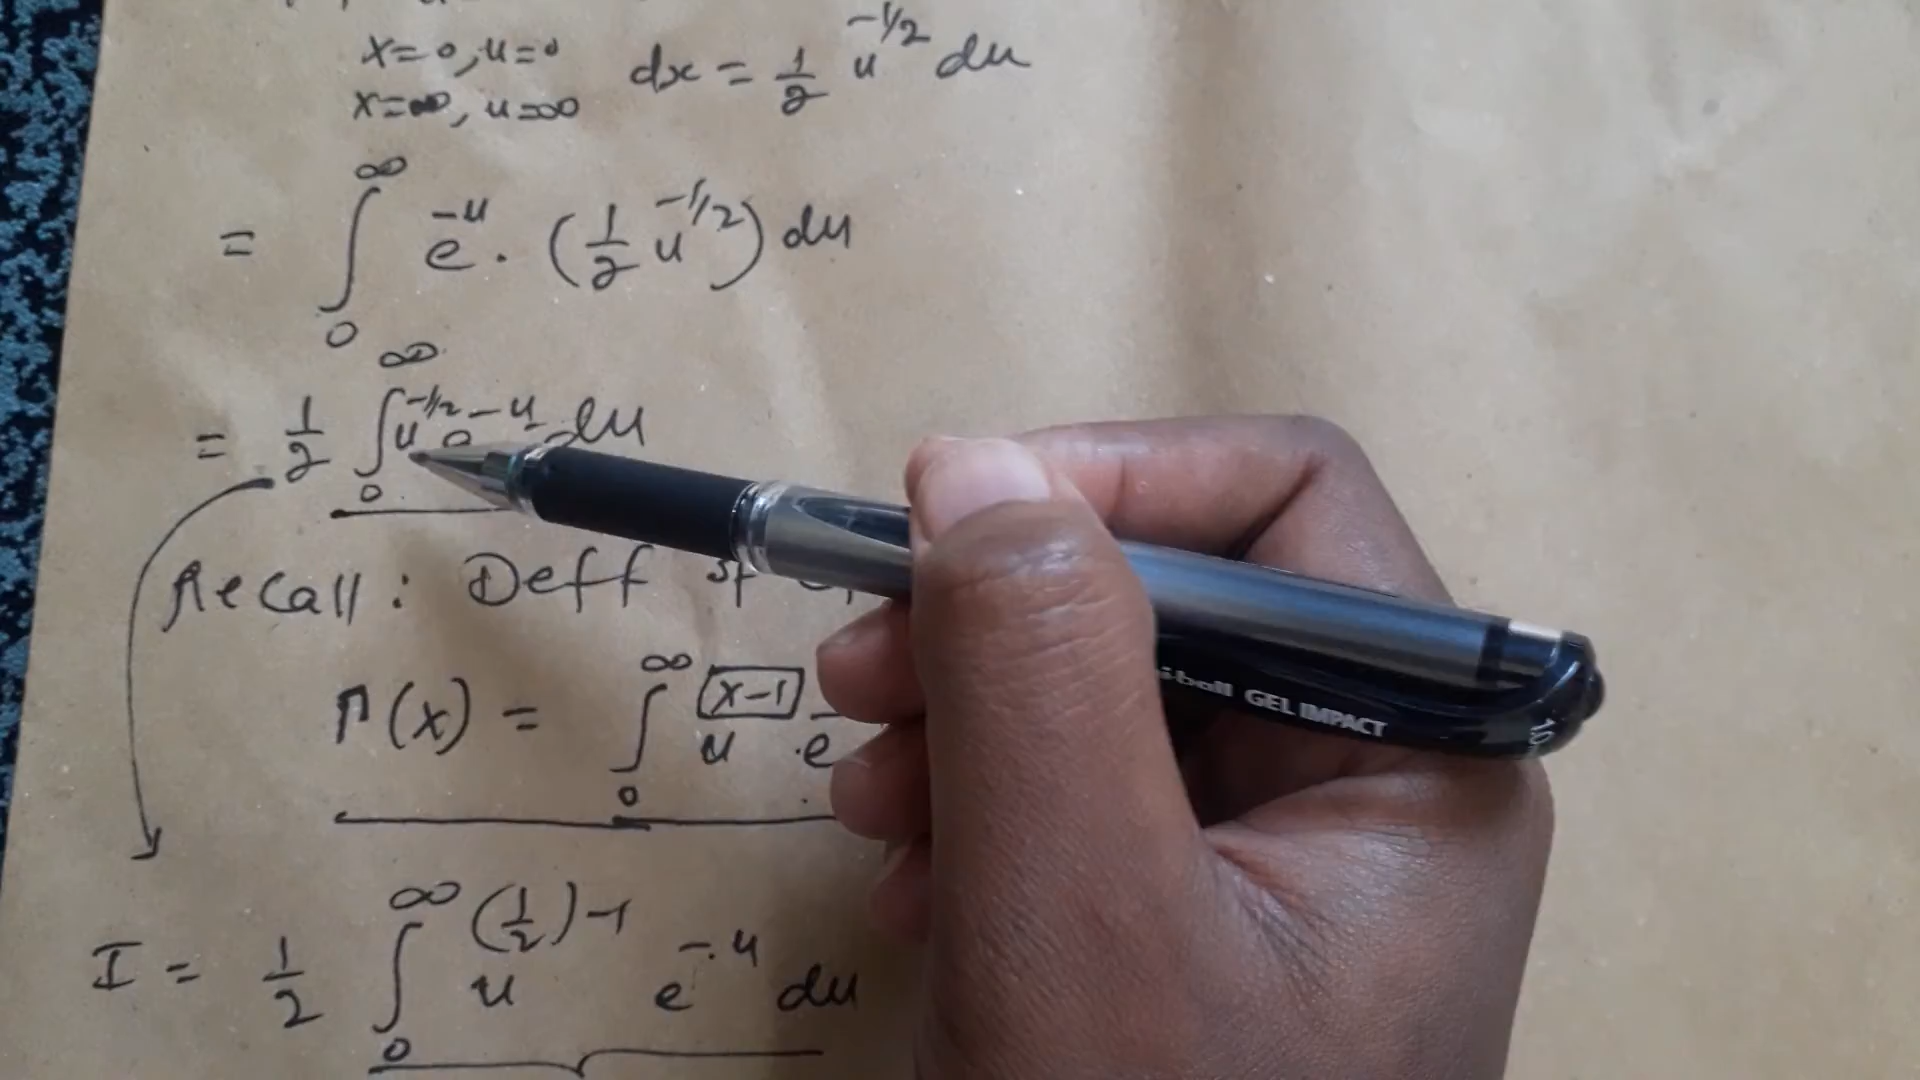 x=0, u=0
x=∞, u=∞
dx = 1/2 u^-1/2 du
= ∫₀^∞ e^-u . (1/2 u^-1/2) du
= 1/2 ∫₀^∞ u^-1/2 e^-u du
Recall: Deff of
Γ(x) = ∫₀^∞ u^x-1 . e^-
I = 1/2 ∫₀^∞ u^(1/2)-1 e^-u du
GEL IMPACT